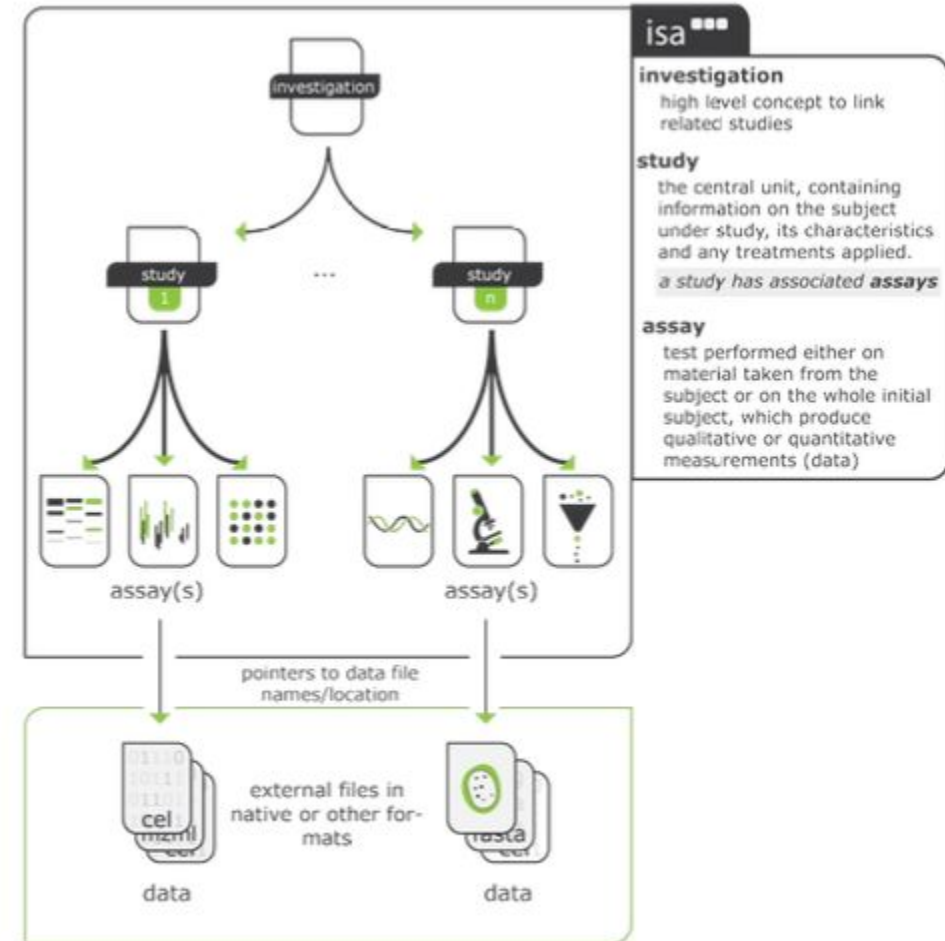 isa
investigation
high level concept to link
related studies
study
the central unit, containing
information on the subject
under study, its characteristics
and any treatments applied.
a study has associated assays
assay
test performed either on
material taken from the
subject or on the whole initial
subject, which produce
qualitative or quantitative
measurements (data)
investigation
study
1
...
study
n
assay(s)
assay(s)
pointers to data file
names/location
cel
mzml
cel
external files in
native or other for-
mats
fasta
cel
data
data